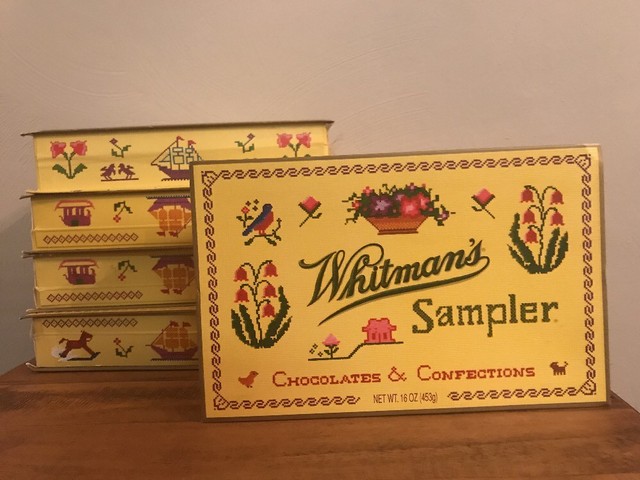 Whitman's
Sampler
CHOCOLATES & CONFECTIONS
NET WT. 16 OZ (453g)